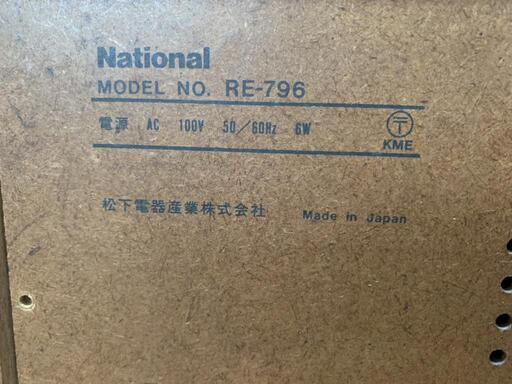 National
MODEL NO. RE-796
電源 AC 100V 50/60Hz 6W
〒
KME
松下電器産業株式会社 Made in Japan